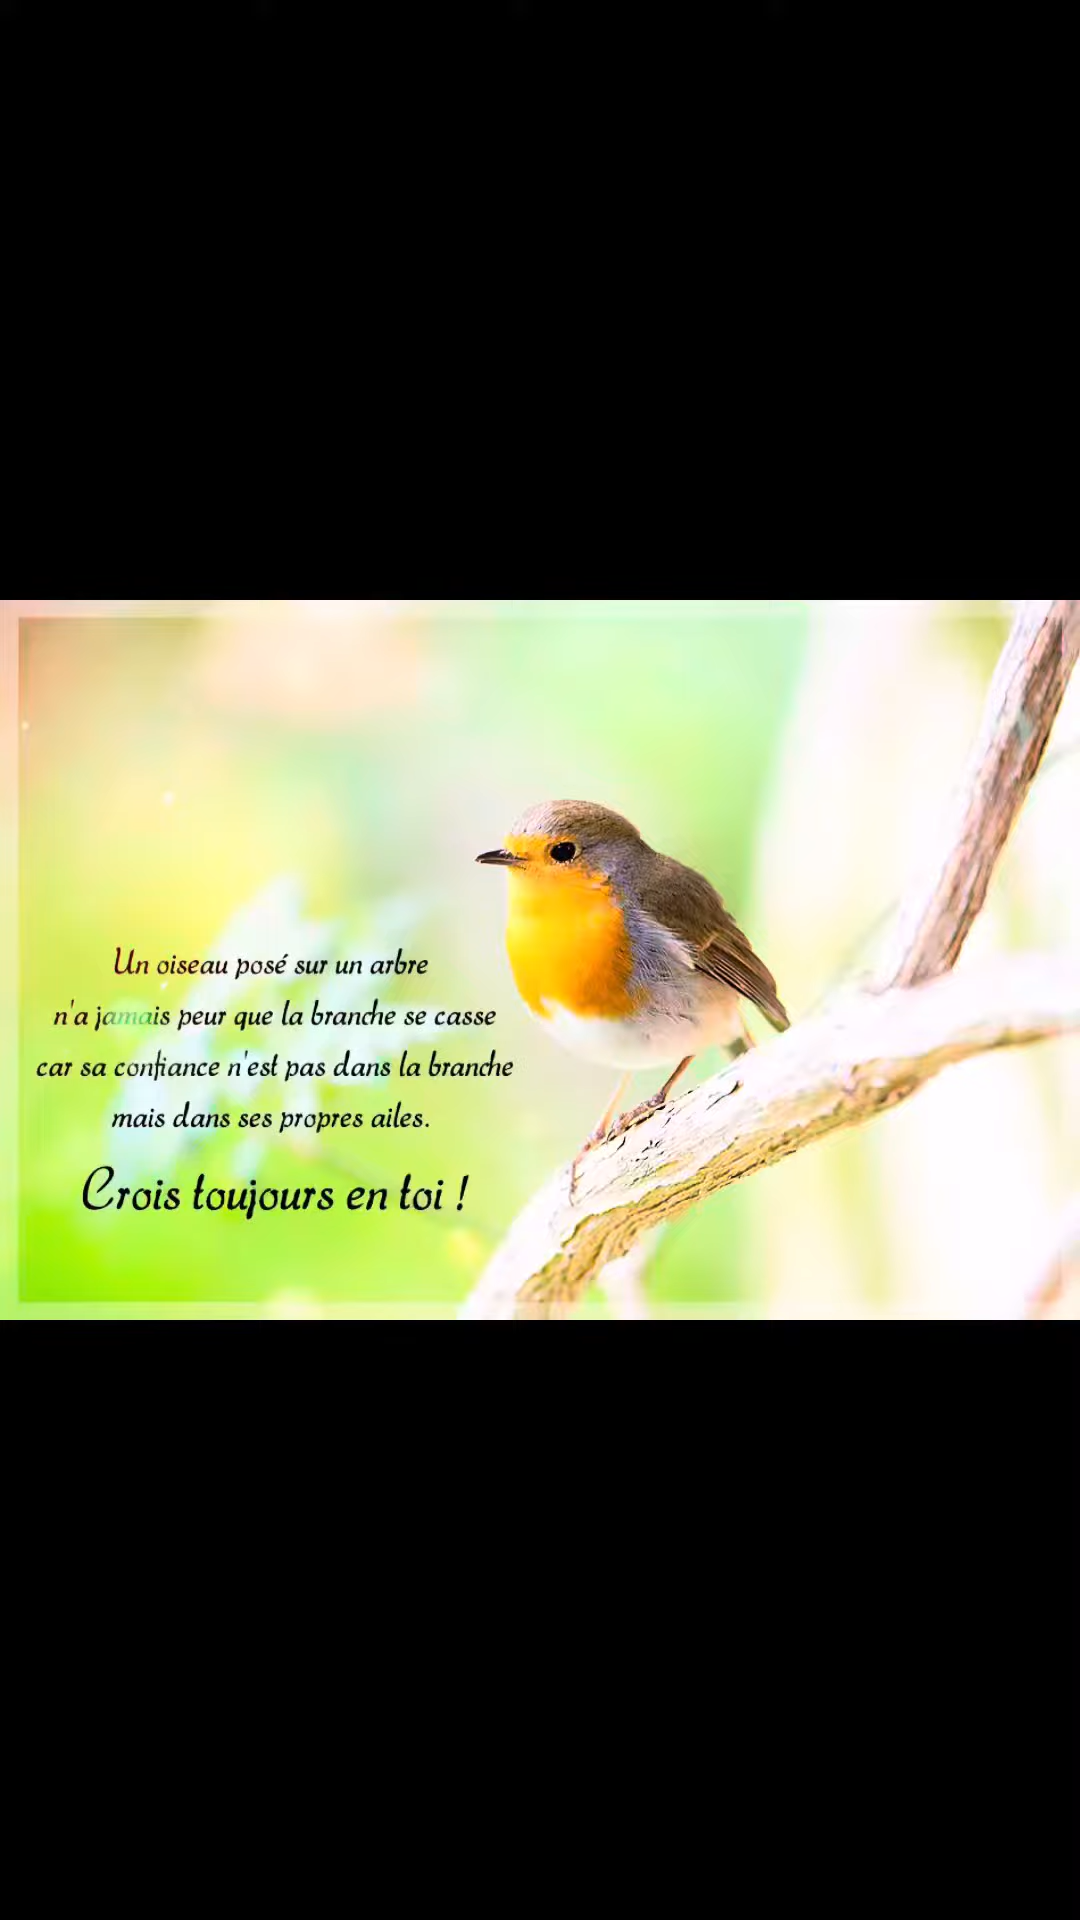 Un oiseau posé sur un arbre
n'a jamais peur que la branche se casse
car sa confiance n'est pas dans la branche
mais dans ses propres ailes.
Crois toujours en toi !